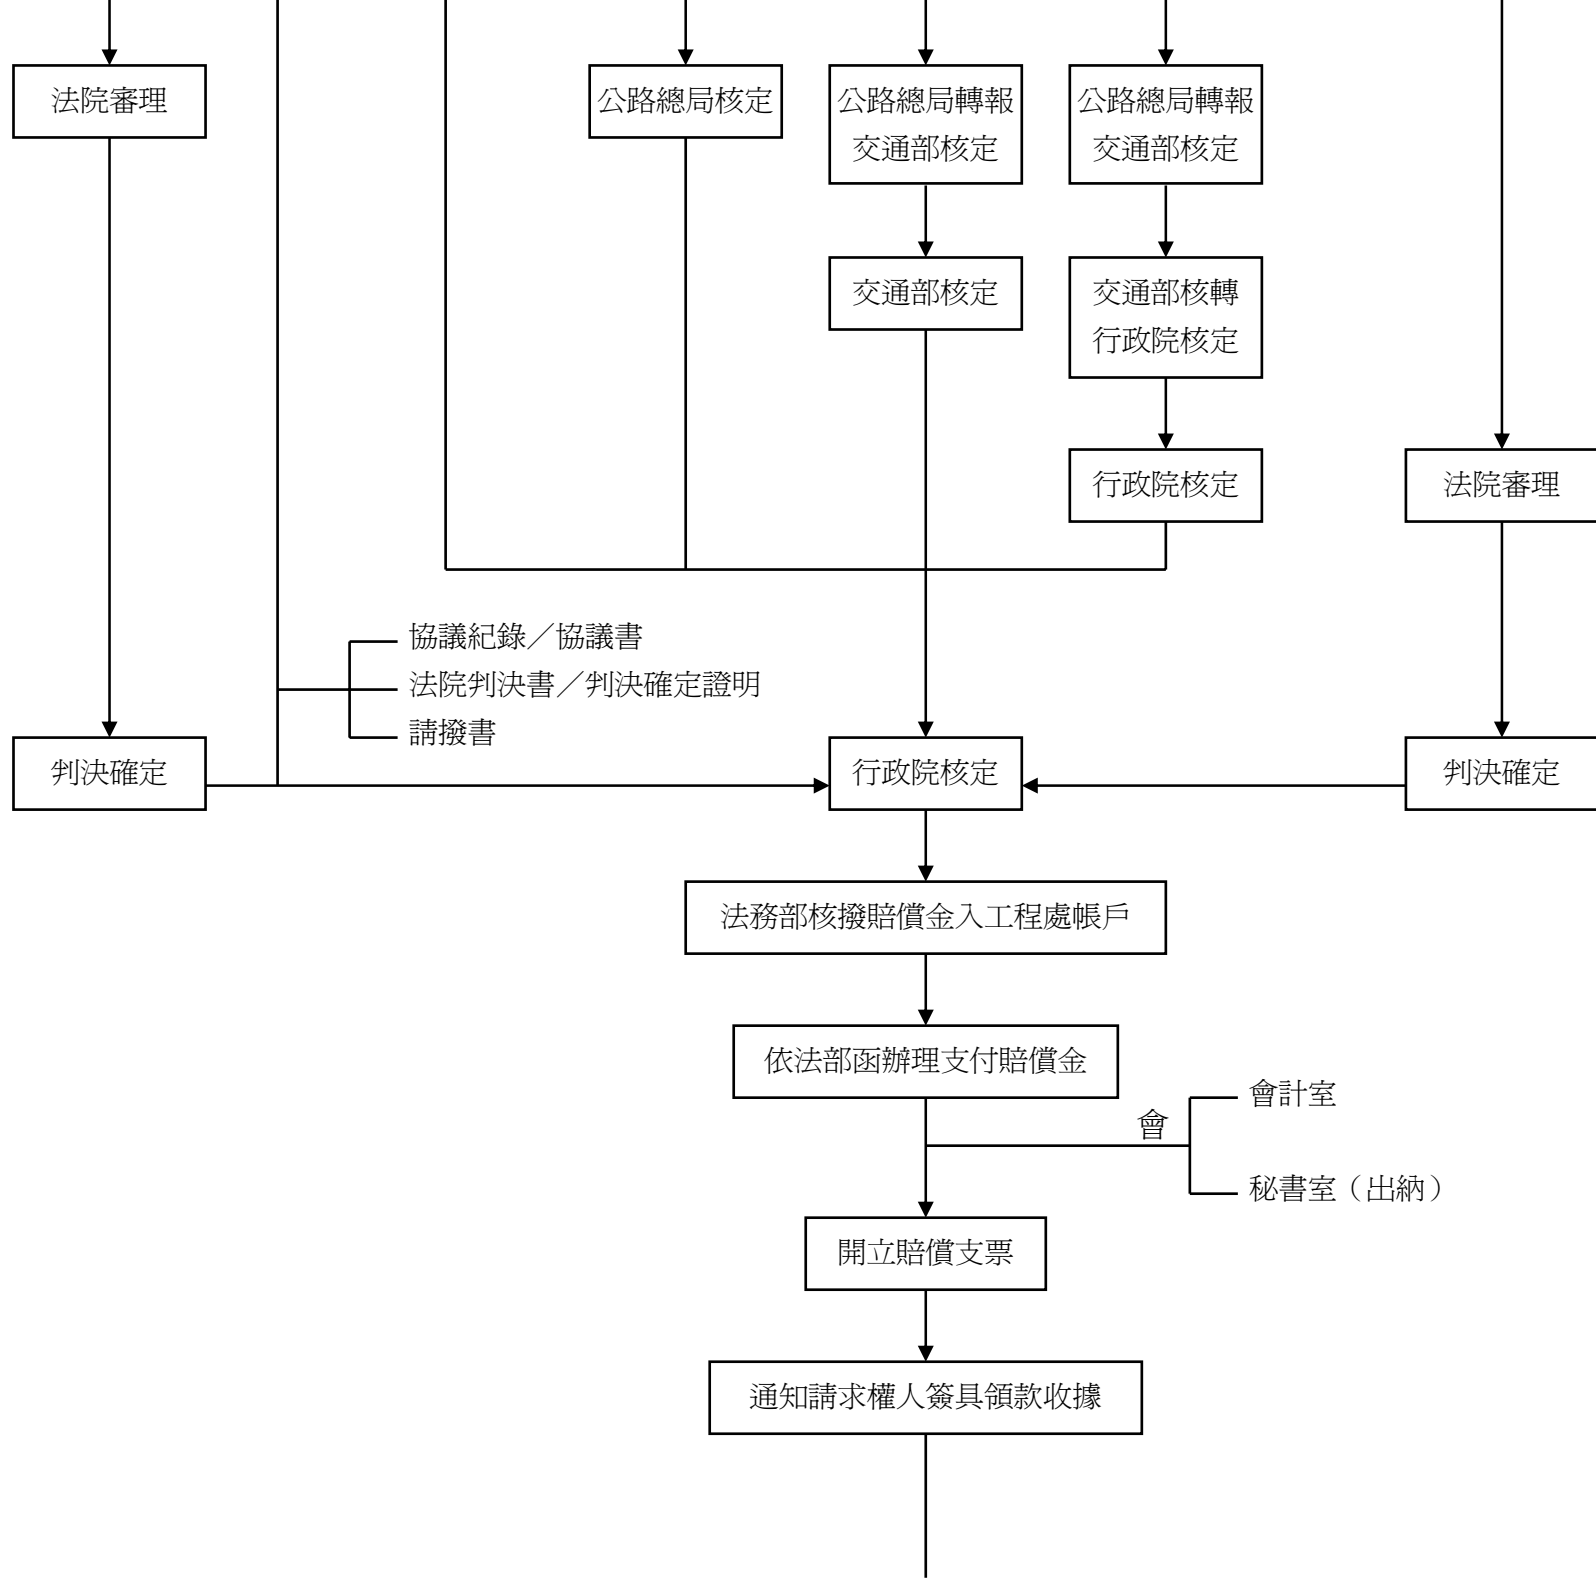 法院審理
公路總局核定
公路總局轉報
交通部核定
公路總局轉報
交通部核定
交通部核定
交通部核轉
行政院核定
行政院核定
法院審理
協議紀錄／協議書
法院判決書／判決確定證明
請撥書
判決確定
行政院核定
判決確定
法務部核撥賠償金入工程處帳戶
依法部函辦理支付賠償金
會
會計室
秘書室（出納）
開立賠償支票
通知請求權人簽具領款收據